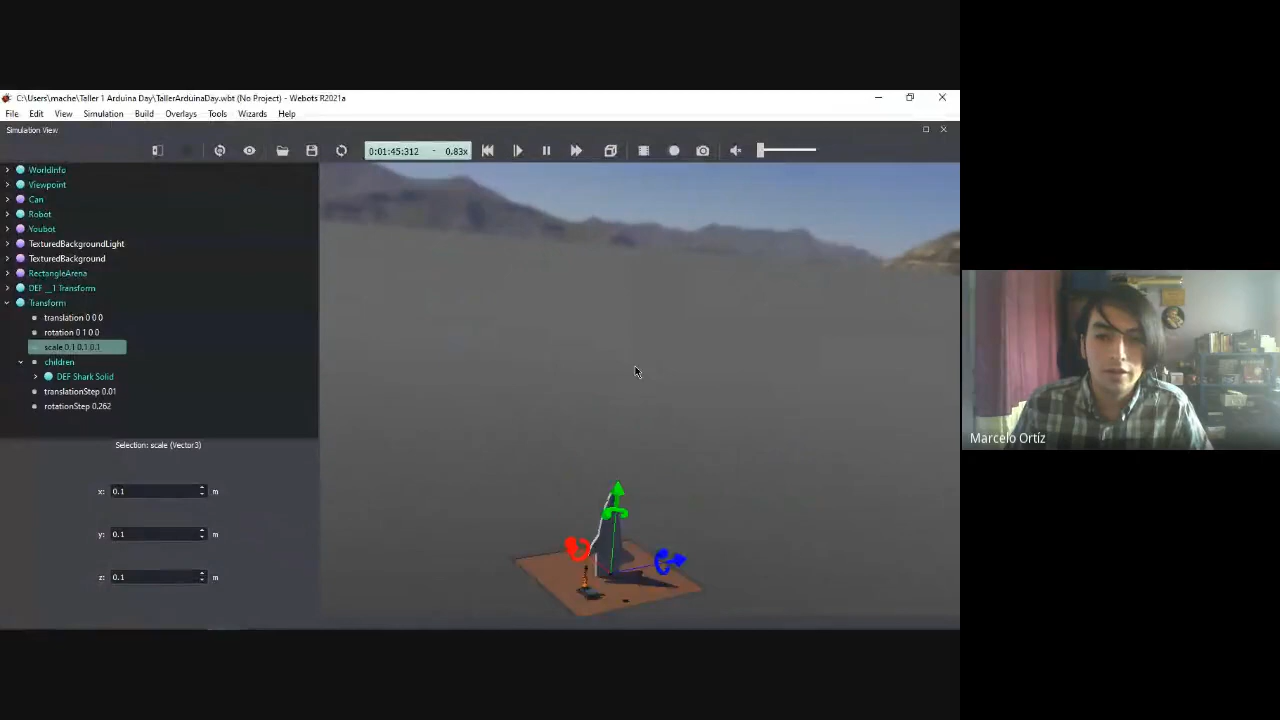 C:\Users\mache\Taller 1 Arduina Day\TallerArduinaDay.wbt (No Project) - Webots R2021a
File Edit View Simulation Build Overlays Tools Wizards Help
Simulation View
0:01:45:312 - 0.83x
WorldInfo
Viewpoint
Can
Robot
Youbot
TexturedBackgroundLight
TexturedBackground
RectangleArena
DEF __1 Transform
Transform
translation 0 0 0
rotation 0 1 0 0
scale 0.1 0.1 0.1
children
DEF Shark Solid
translationStep 0.01
rotationStep 0.262
Selection: scale (Vector3)
x: 0.1 m
y: 0.1 m
z: 0.1 m
Marcelo Ortíz